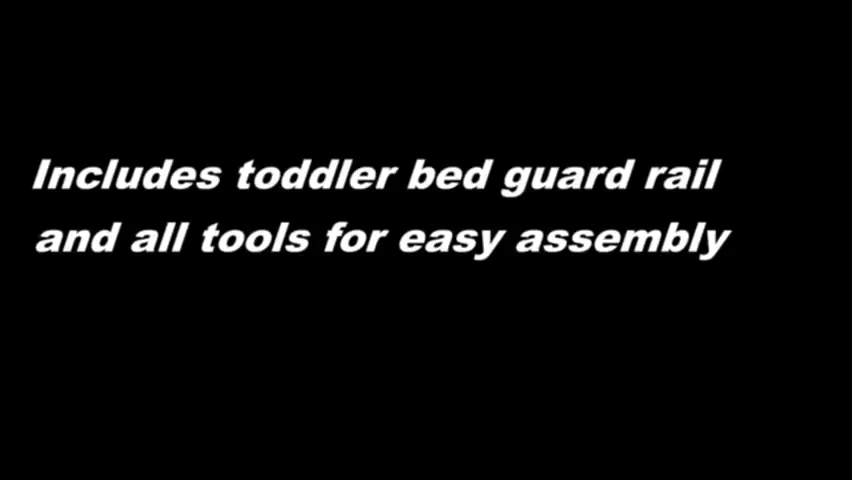 Includes toddler bed guard rail
and all tools for easy assembly